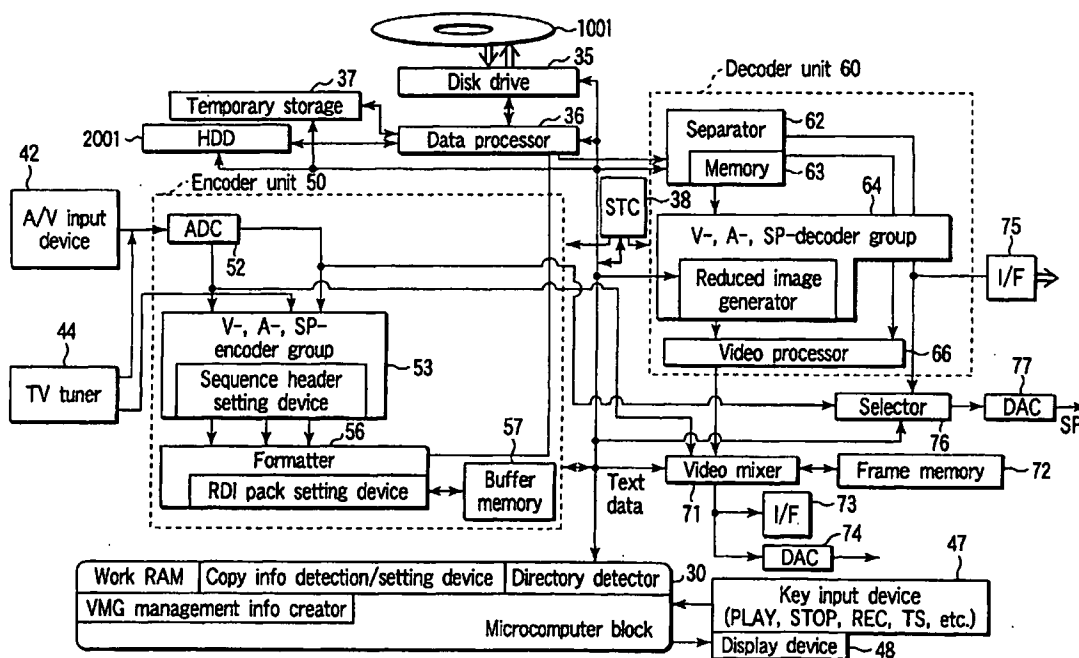 1001
35
Disk drive
Decoder unit 60
37
Temporary storage
36
2001
HDD
Data processor
Separator
62
Memory
63
42
Encoder unit 50
A/V input
device
ADC
52
STC
38
64
V-, A-, SP-decoder group
75
I/F
Reduced image
generator
44
TV tuner
V-, A-, SP-
encoder group
53
Sequence header
setting device
Video processor
66
77
Selector
DAC
SP
76
56
Formatter
RDI pack setting device
57
Buffer
memory
Text
data
Video mixer
71
Frame memory
72
73
I/F
74
DAC
47
Work RAM
Copy info detection/setting device
Directory detector
30
VMG management info creator
Microcomputer block
Key input device
(PLAY, STOP, REC, TS, etc.)
Display device
48